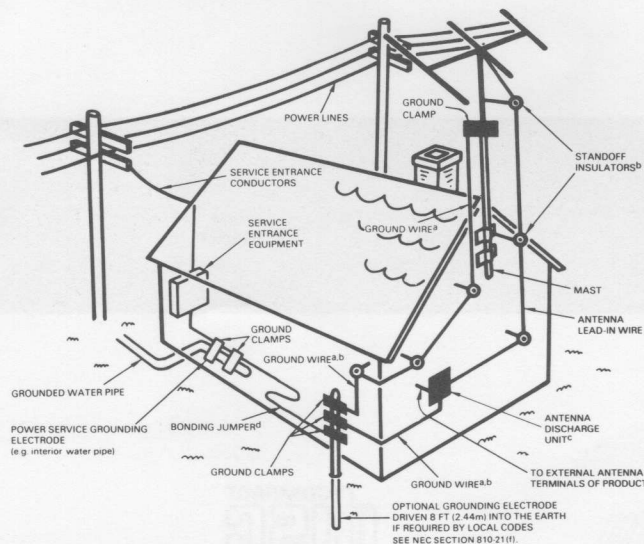 POWER LINES
GROUND
CLAMP
STANDOFF
INSULATORSᵇ
SERVICE ENTRANCE
CONDUCTORS
SERVICE
ENTRANCE
EQUIPMENT
GROUND WIREᵃ
MAST
ANTENNA
LEAD-IN WIRE
GROUND
CLAMPS
GROUND WIREᵃ,ᵇ
GROUNDED WATER PIPE
POWER SERVICE GROUNDING
ELECTRODE
(e.g. interior water pipe)
BONDING JUMPERᵈ
GROUND CLAMPS
ANTENNA
DISCHARGE
UNITᶜ
GROUND WIREᵃ,ᵇ
TO EXTERNAL ANTENNA
TERMINALS OF PRODUCT
OPTIONAL GROUNDING ELECTRODE
DRIVEN 8 FT (2.44m) INTO THE EARTH
IF REQUIRED BY LOCAL CODES
SEE NEC SECTION 810-21(f).